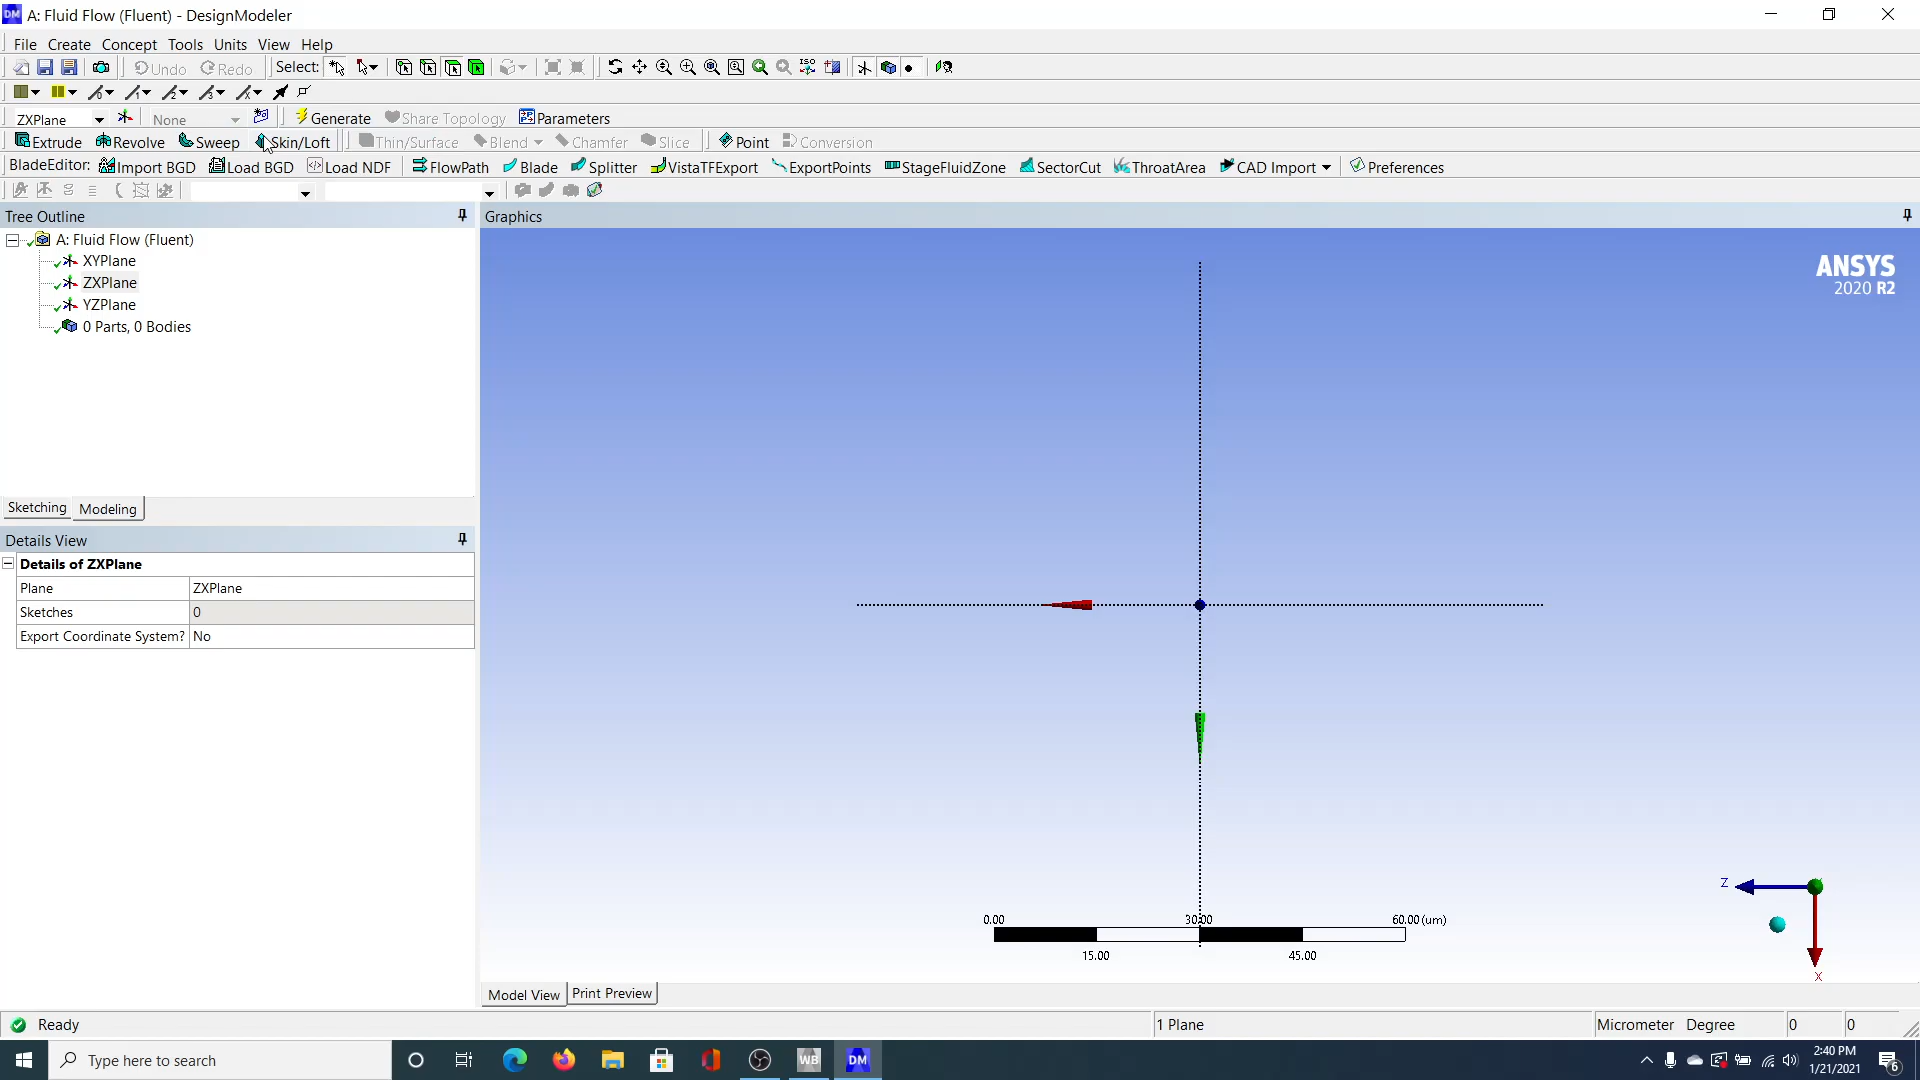 A: Fluid Flow (Fluent) - DesignModeler
File Create Concept Tools Units View Help
Undo Redo Select: ISO
ZXPlane None Generate Share Topology Parameters
Extrude Revolve Sweep Skin/Loft Thin/Surface Blend Chamfer Slice Point Conversion
BladeEditor: Import BGD Load BGD Load NDF FlowPath Blade Splitter VistaTFExport ExportPoints StageFluidZone SectorCut ThroatArea CAD Import Preferences
Tree Outline
A: Fluid Flow (Fluent)
XYPlane
ZXPlane
YZPlane
0 Parts, 0 Bodies
Sketching Modeling
Details View
Details of ZXPlane
Plane ZXPlane
Sketches 0
Export Coordinate System? No
Graphics
ANSYS
2020 R2
Z
X
0.00 30.00 60.00 (um)
15.00 45.00
Model View Print Preview
Ready 1 Plane Micrometer Degree 0 0
Type here to search
WB DM
2:40 PM
1/21/2021
6